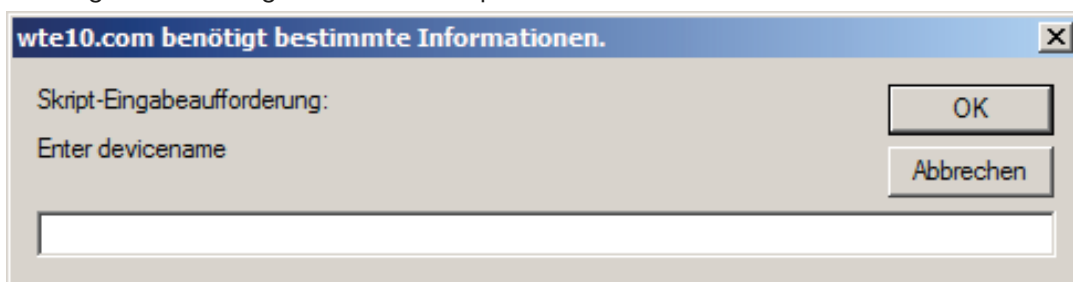 wte10.com benötigt bestimmte Informationen.
Skript-Eingabeaufforderung:
OK
Enter devicename
Abbrechen